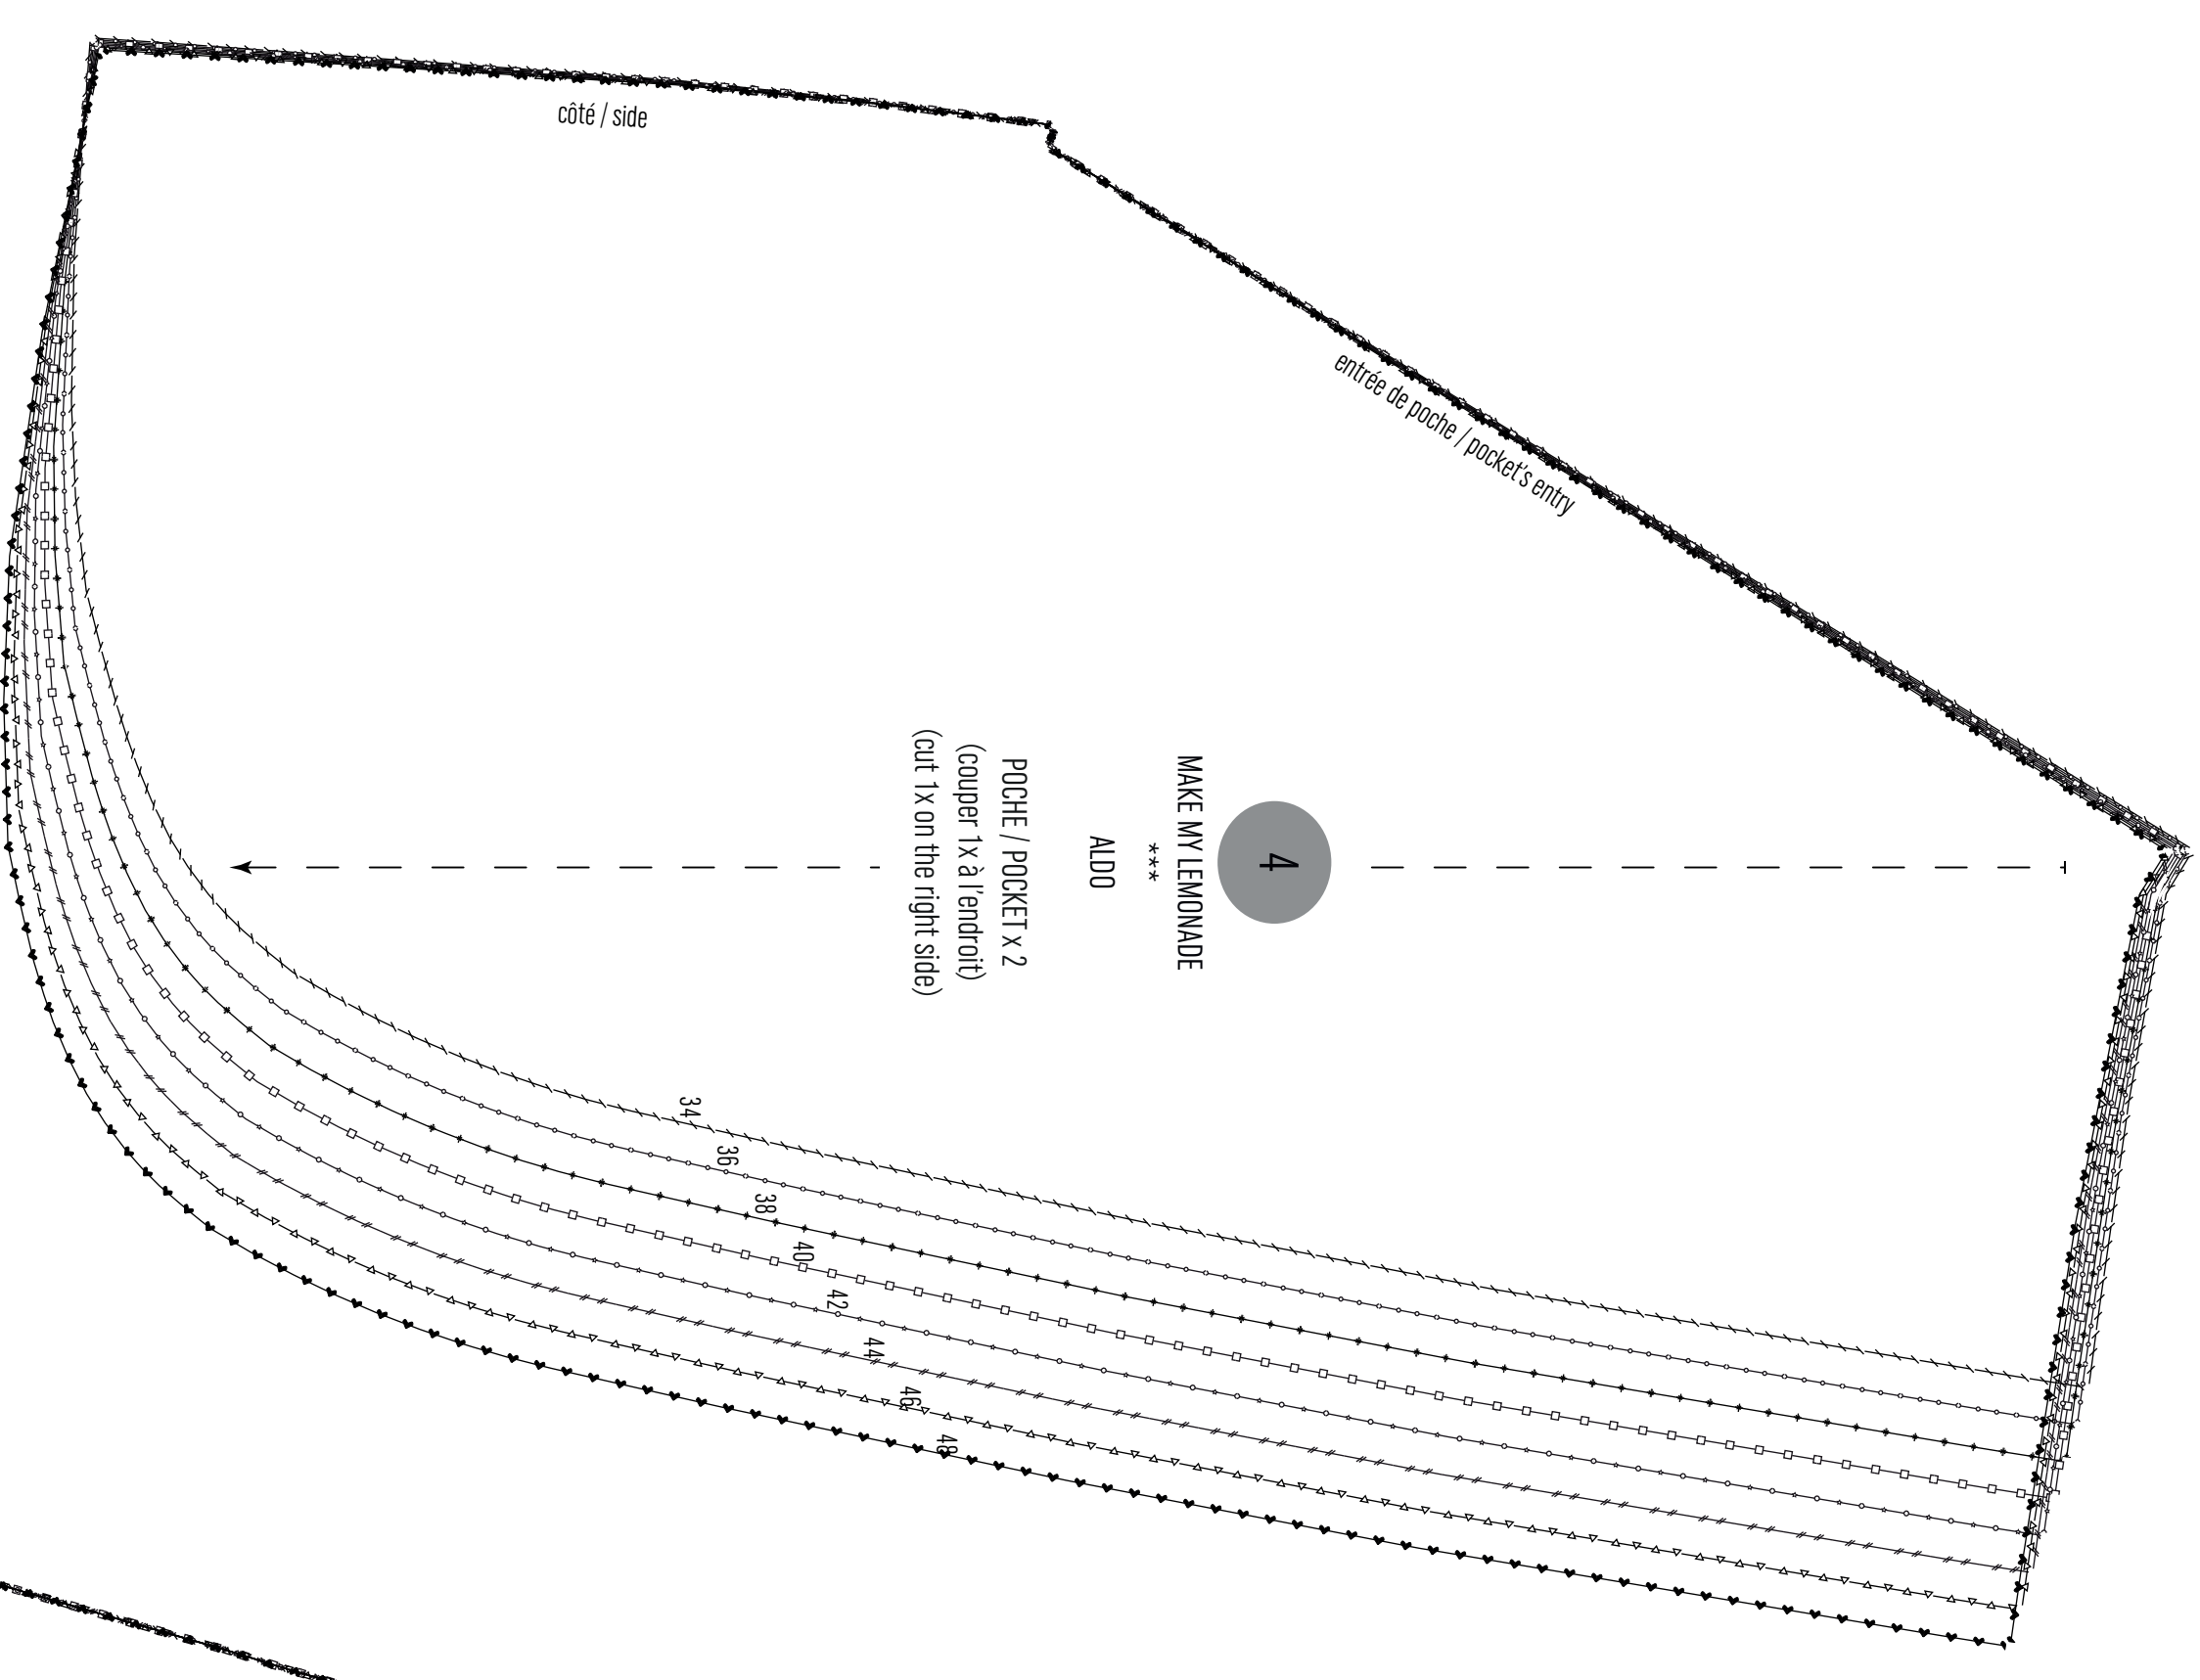 côté / side
entrée de poche / pocket's entry
4
MAKE MY LEMONADE
***
ALDO
POCHE / POCKET x 2
(couper 1x à l'endroit)
(cut 1x on the right side)
34
36
38
40
42
44
46
48